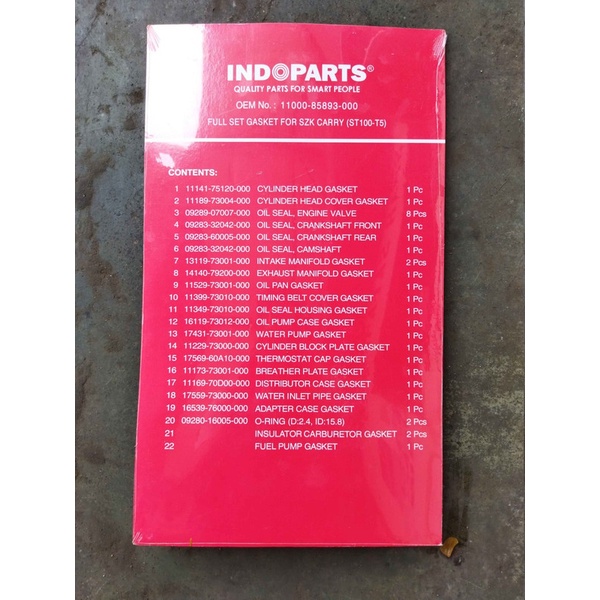 INDOPARTS®
QUALITY PARTS FOR SMART PEOPLE
OEM No. : 11000-85893-000
FULL SET GASKET FOR SZK CARRY (ST100-T5)
CONTENTS:
1 11141-75120-000 CYLINDER HEAD GASKET 1 Pc
2 11189-73004-000 CYLINDER HEAD COVER GASKET 1 Pc
3 09289-07007-000 OIL SEAL, ENGINE VALVE 8 Pcs
4 09283-32042-000 OIL SEAL, CRANKSHAFT FRONT 1 Pc
5 09283-60005-000 OIL SEAL, CRANKSHAFT REAR 1 Pc
6 09283-32042-000 OIL SEAL, CAMSHAFT 1 Pc
7 13119-73001-000 INTAKE MANIFOLD GASKET 2 Pcs
8 14140-79200-000 EXHAUST MANIFOLD GASKET 1 Pc
9 11529-73001-000 OIL PAN GASKET 1 Pc
10 11399-73010-000 TIMING BELT COVER GASKET 1 Pc
11 11349-73010-000 OIL SEAL HOUSING GASKET 1 Pc
12 16119-73012-000 OIL PUMP CASE GASKET 1 Pc
13 17431-73001-000 WATER PUMP GASKET 1 Pc
14 11229-73000-000 CYLINDER BLOCK PLATE GASKET 1 Pc
15 17569-60A10-000 THERMOSTAT CAP GASKET 1 Pc
16 11173-73001-000 BREATHER PLATE GASKET 1 Pc
17 11169-70D00-000 DISTRIBUTOR CASE GASKET 1 Pc
18 17559-73000-000 WATER INLET PIPE GASKET 1 Pc
19 16539-76000-000 ADAPTER CASE GASKET 1 Pc
20 09280-16005-000 O-RING (D:2.4, ID:15.8) 2 Pcs
21 INSULATOR CARBURETOR GASKET 2 Pcs
22 FUEL PUMP GASKET 1 Pc